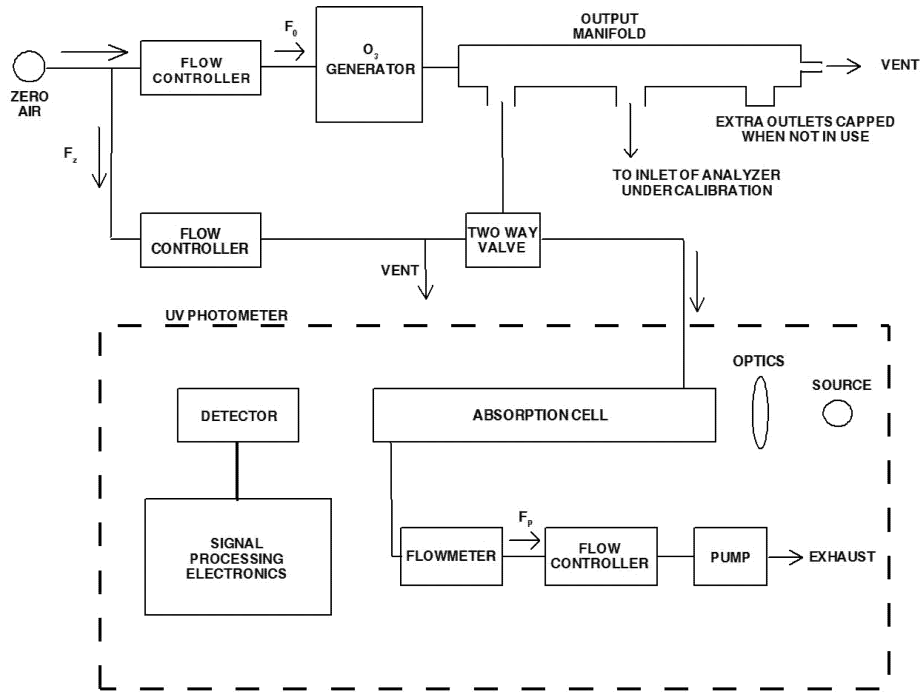 OUTPUT
MANIFOLD
F0
O3
GENERATOR
FLOW
CONTROLLER
VENT
ZERO
AIR
EXTRA OUTLETS CAPPED
WHEN NOT IN USE
Fz
TO INLET OF ANALYZER
UNDER CALIBRATION
FLOW
CONTROLLER
TWO WAY
VALVE
VENT
UV PHOTOMETER
OPTICS
SOURCE
DETECTOR
ABSORPTION CELL
Fp
SIGNAL
PROCESSING
ELECTRONICS
FLOWMETER
FLOW
CONTROLLER
PUMP
EXHAUST